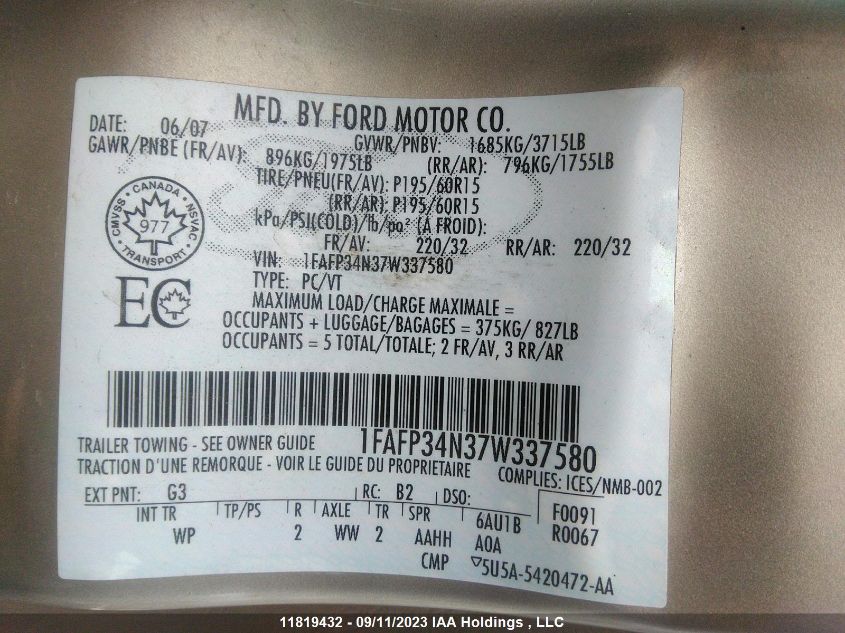 MFD. BY FORD MOTOR CO.
DATE: 06/07 GVWR/PNBV: 1685KG/3715LB
GAWR/PNBE (FR/AV): 896KG/1975LB (RR/AR): 796KG/1755LB
TIRE/PNEU(FR/AV): P195/60R15
(RR/AR): P195/60R15
kPa/PSI(COLD)/lb/po² (A FROID):
FR/AV: 220/32 RR/AR: 220/32
VIN: 1FAFP34N37W337580
TYPE: PC/VT
MAXIMUM LOAD/CHARGE MAXIMALE =
OCCUPANTS + LUGGAGE/BAGAGES = 375KG/ 827LB
OCCUPANTS = 5 TOTAL/TOTALE; 2 FR/AV, 3 RR/AR
CMVSS • CANADA • NSVAC • TRANSPORT •
977
EC
1FAFP34N37W337580
TRAILER TOWING - SEE OWNER GUIDE
TRACTION D'UNE REMORQUE - VOIR LE GUIDE DU PROPRIETAIRE
COMPLIES: ICES/NMB-002
EXT PNT: G3 RC: B2 DSO: F0091
INT TR TP/PS R AXLE TR SPR 6AU1B R0067
WP 2 WW 2 AAHH AOA
CMP ▽5U5A-5420472-AA
11819432 - 09/11/2023 IAA Holdings , LLC